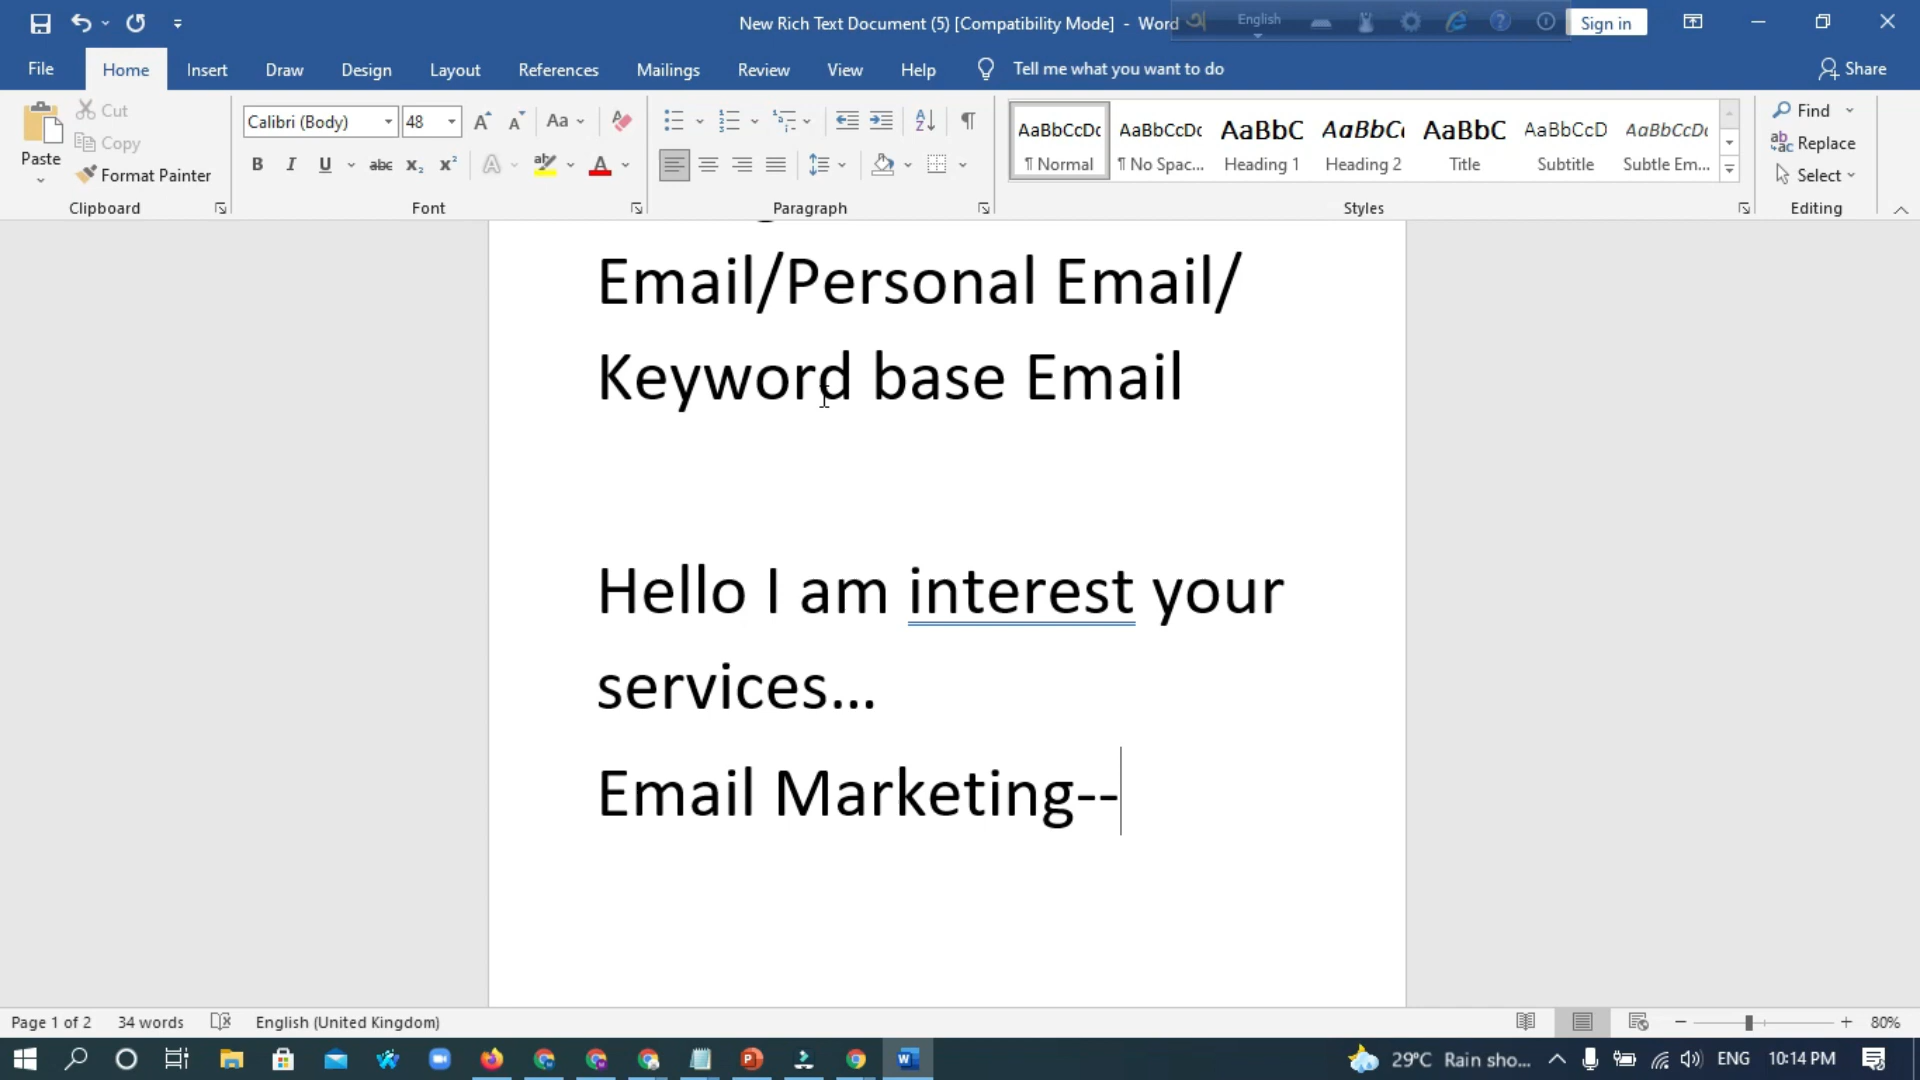 New Rich Text Document (5) [Compatibility Mode] - Word
English
Sign in
File Home Insert Draw Design Layout References Mailings Review View Help Tell me what you want to do Share
Paste
Cut
Copy
Format Painter
Clipboard
Calibri (Body) 48
Font
Paragraph
AaBbCcDc AaBbCcDc AaBbC AaBbC AaBbC AaBbCcD AaBbCcDc
¶ Normal ¶ No Spac... Heading 1 Heading 2 Title Subtitle Subtle Em...
Styles
Find
Replace
Select
Editing
Email/Personal Email/
Keyword base Email
Hello I am interest your
services...
Email Marketing--
Page 1 of 2 34 words English (United Kingdom) 80%
29°C Rain sho... ENG 10:14 PM